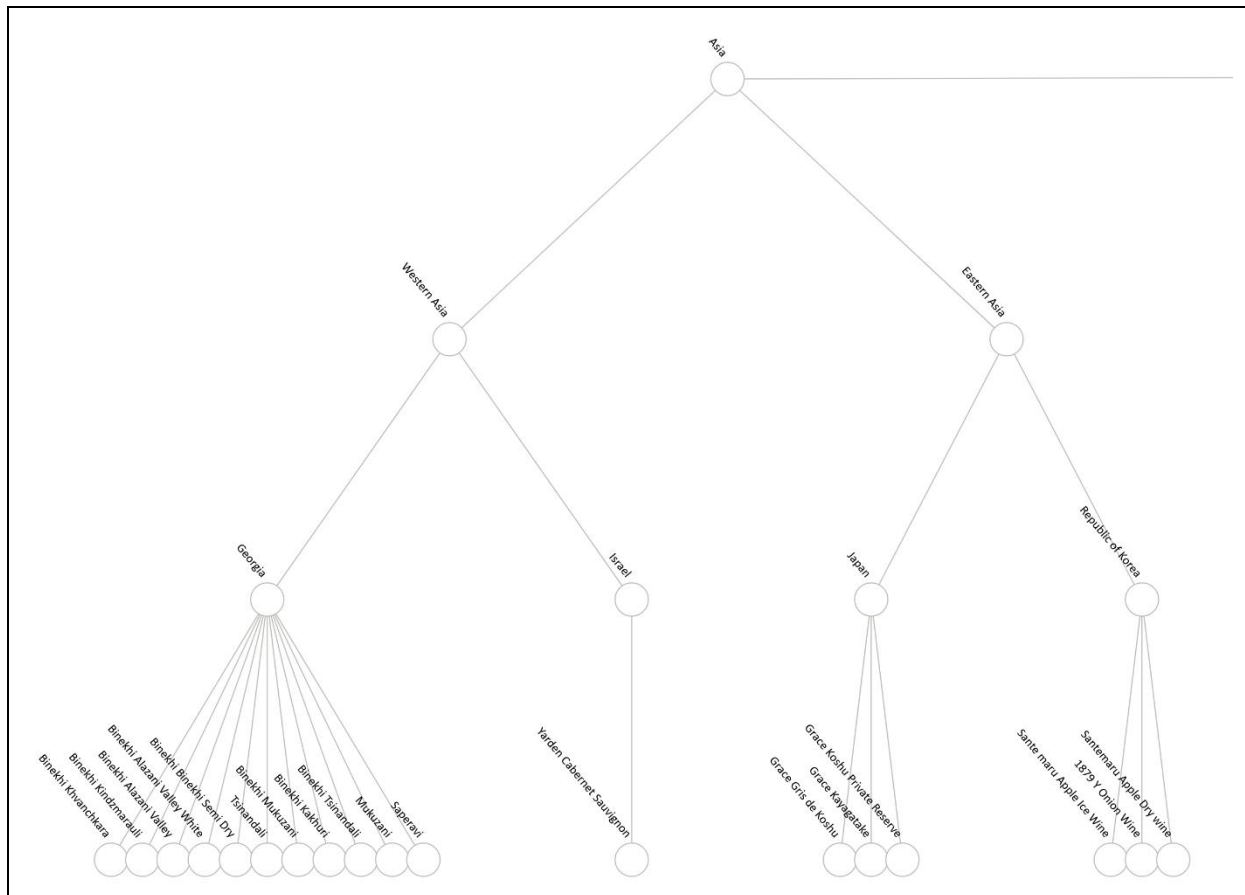 Asia
Western Asia
Eastern Asia
Georgia
Israel
Japan
Republic of Korea
Binekhi Khvanchkara
Binekhi Kindzmarauli
Binekhi Alazani Valley
Binekhi Alazani Valley White
Binekhi Binekhi Semi Dry
Tsinandali
Binekhi Mukuzani
Binekhi Kakhuri
Binekhi Tsinandali
Mukuzani
Saperavi
Yarden Cabernet Sauvignon
Grace Gris de Koshu
Grace Kayagatake
Grace Koshu Private Reserve
Sante maru Apple Ice Wine
1879 Y Onion Wine
Santemaru Apple Dry wine